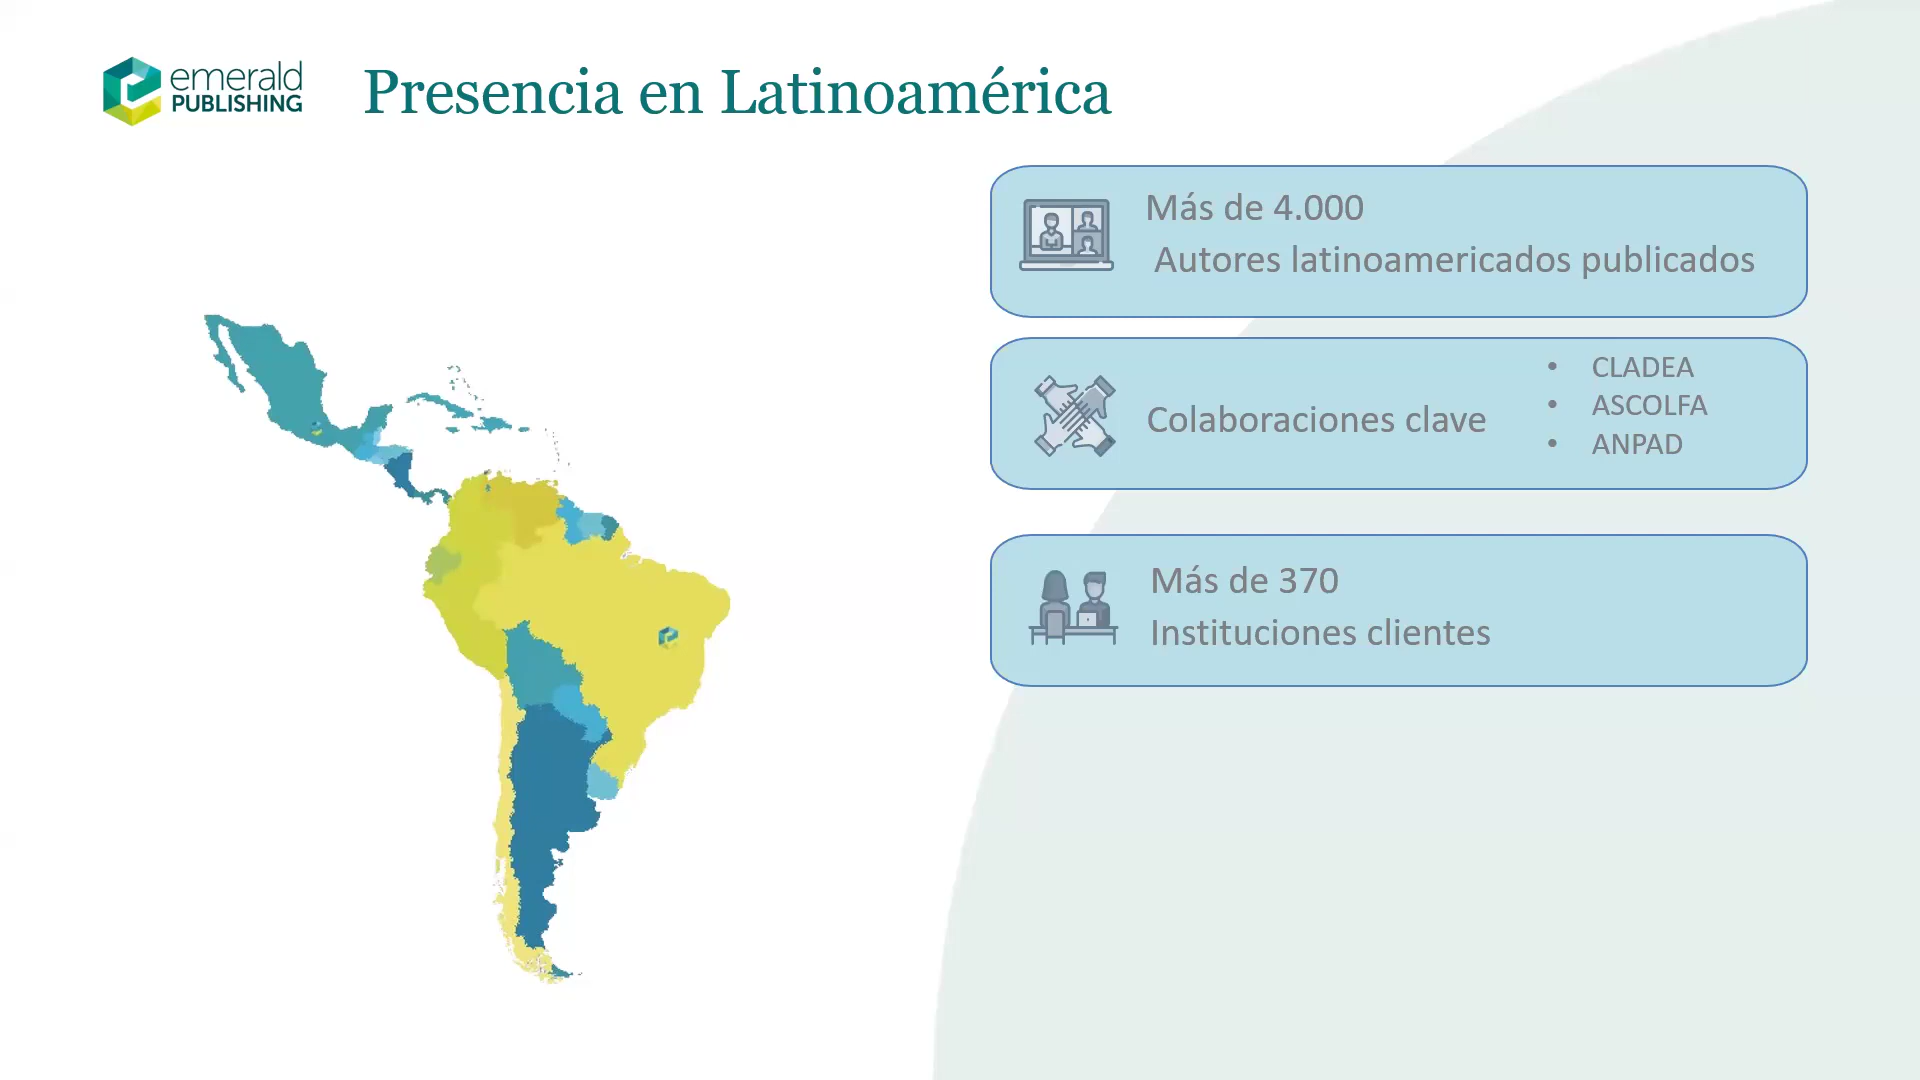 emerald
PUBLISHING
Presencia en Latinoamérica
Más de 4.000
Autores latinoamericados publicados
Colaboraciones clave
• CLADEA
• ASCOLFA
• ANPAD
Más de 370
Instituciones clientes